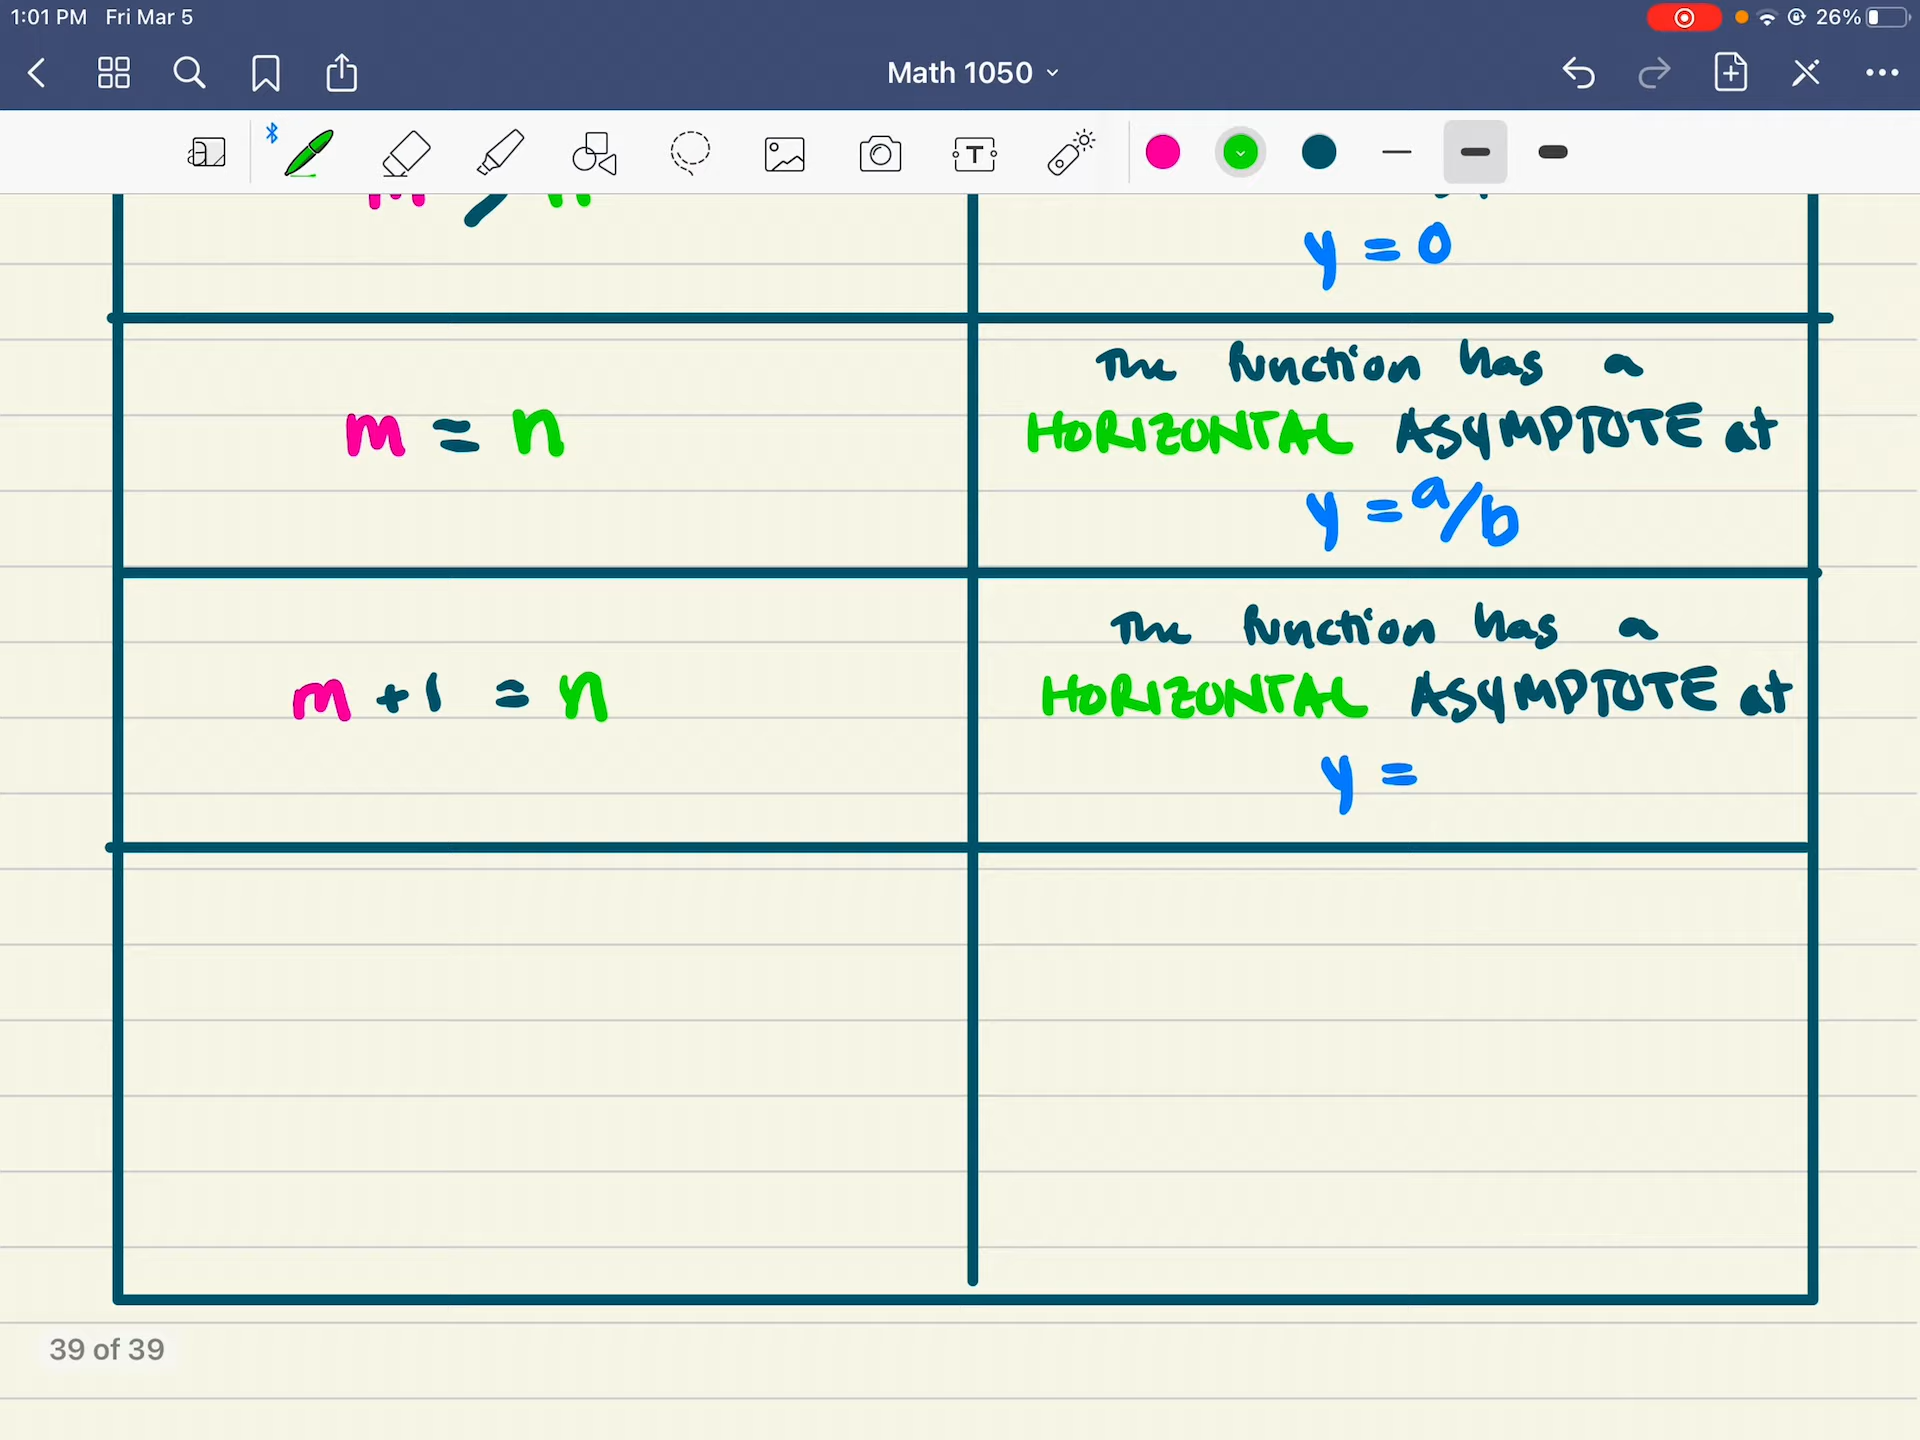 1:01 PM Fri Mar 5
26%
Math 1050
T
y = 0
m = n
The function has a
HORIZONTAL ASYMPTOTE at
y = a/b
m + 1 = n
The function has a
HORIZONTAL ASYMPTOTE at
y =
39 of 39